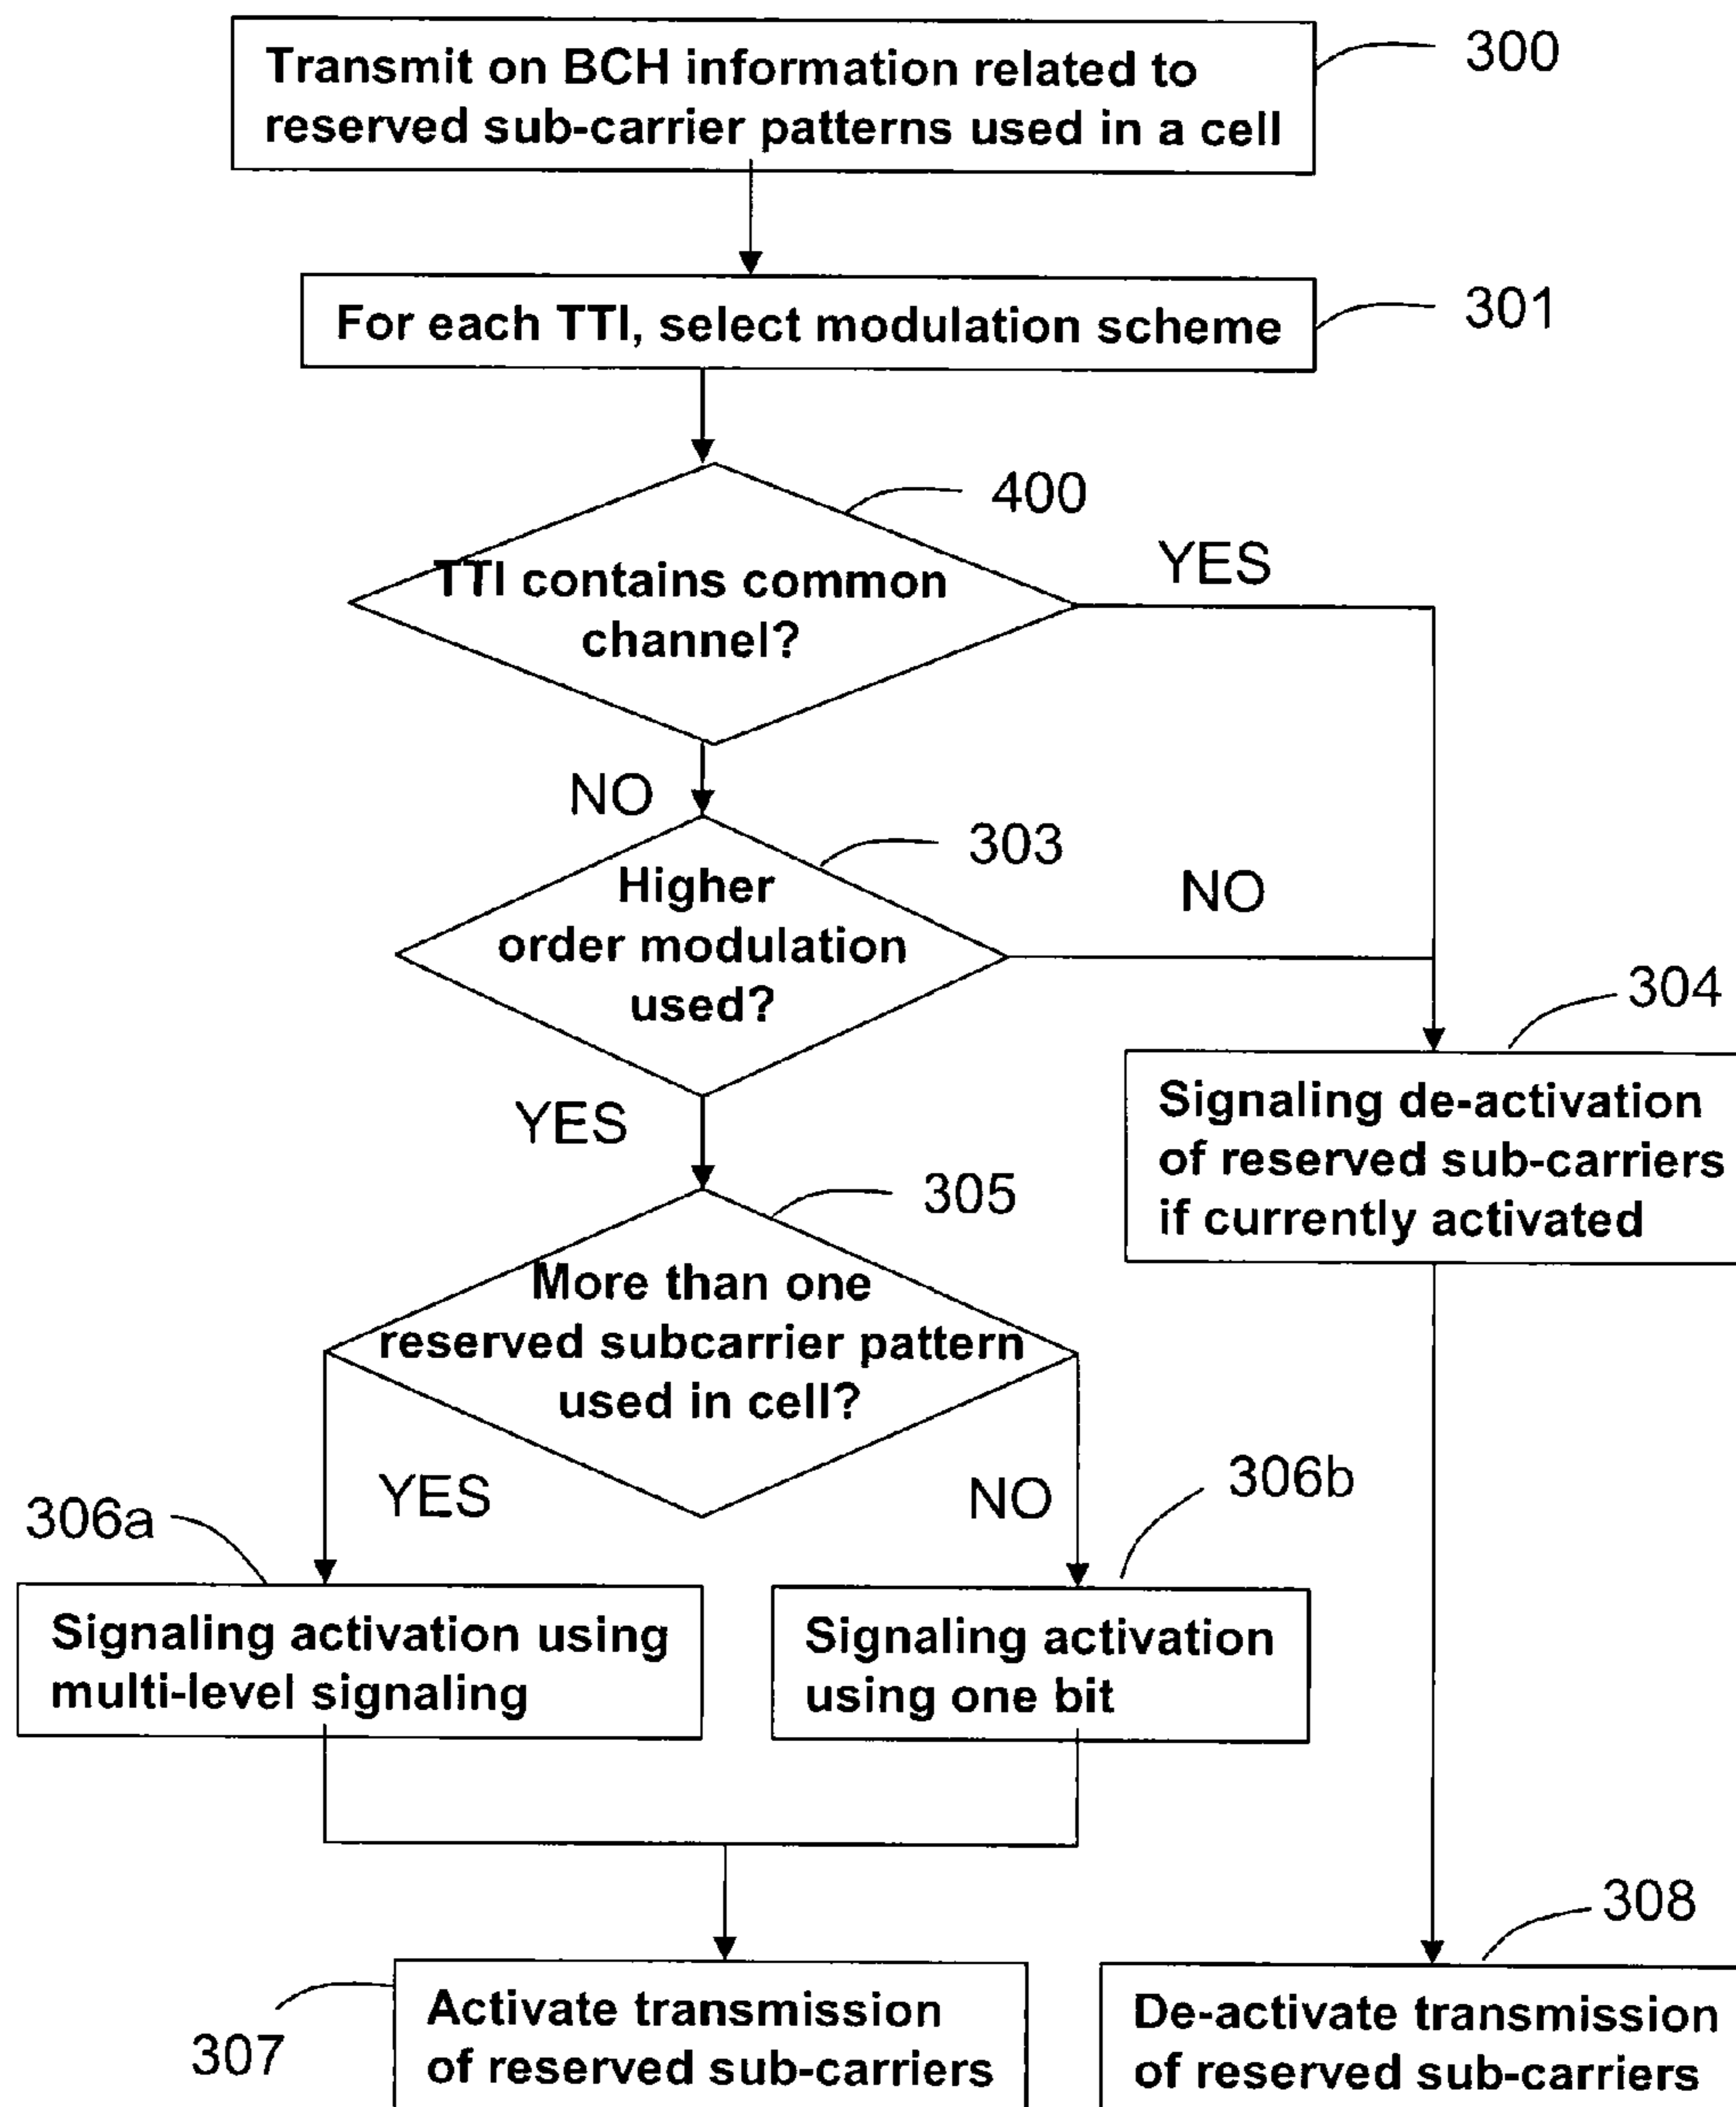 Transmit on BCH information related to
reserved sub-carrier patterns used in a cell
300
For each TTI, select modulation scheme
301
400
TTI contains common
channel?
YES
NO
303
Higher
order modulation
used?
NO
304
Signaling de-activation
of reserved sub-carriers
if currently activated
YES
305
More than one
reserved subcarrier pattern
used in cell?
YES
NO
306a
306b
Signaling activation using
multi-level signaling
Signaling activation
using one bit
308
307
Activate transmission
of reserved sub-carriers
De-activate transmission
of reserved sub-carriers